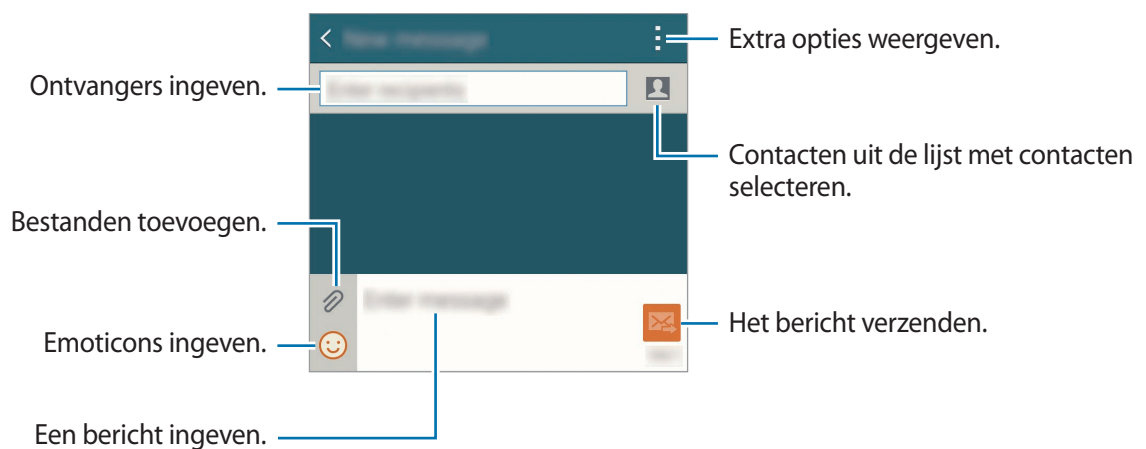 Extra opties weergeven.
Ontvangers ingeven.
Contacten uit de lijst met contacten
selecteren.
Bestanden toevoegen.
Het bericht verzenden.
Emoticons ingeven.
Een bericht ingeven.